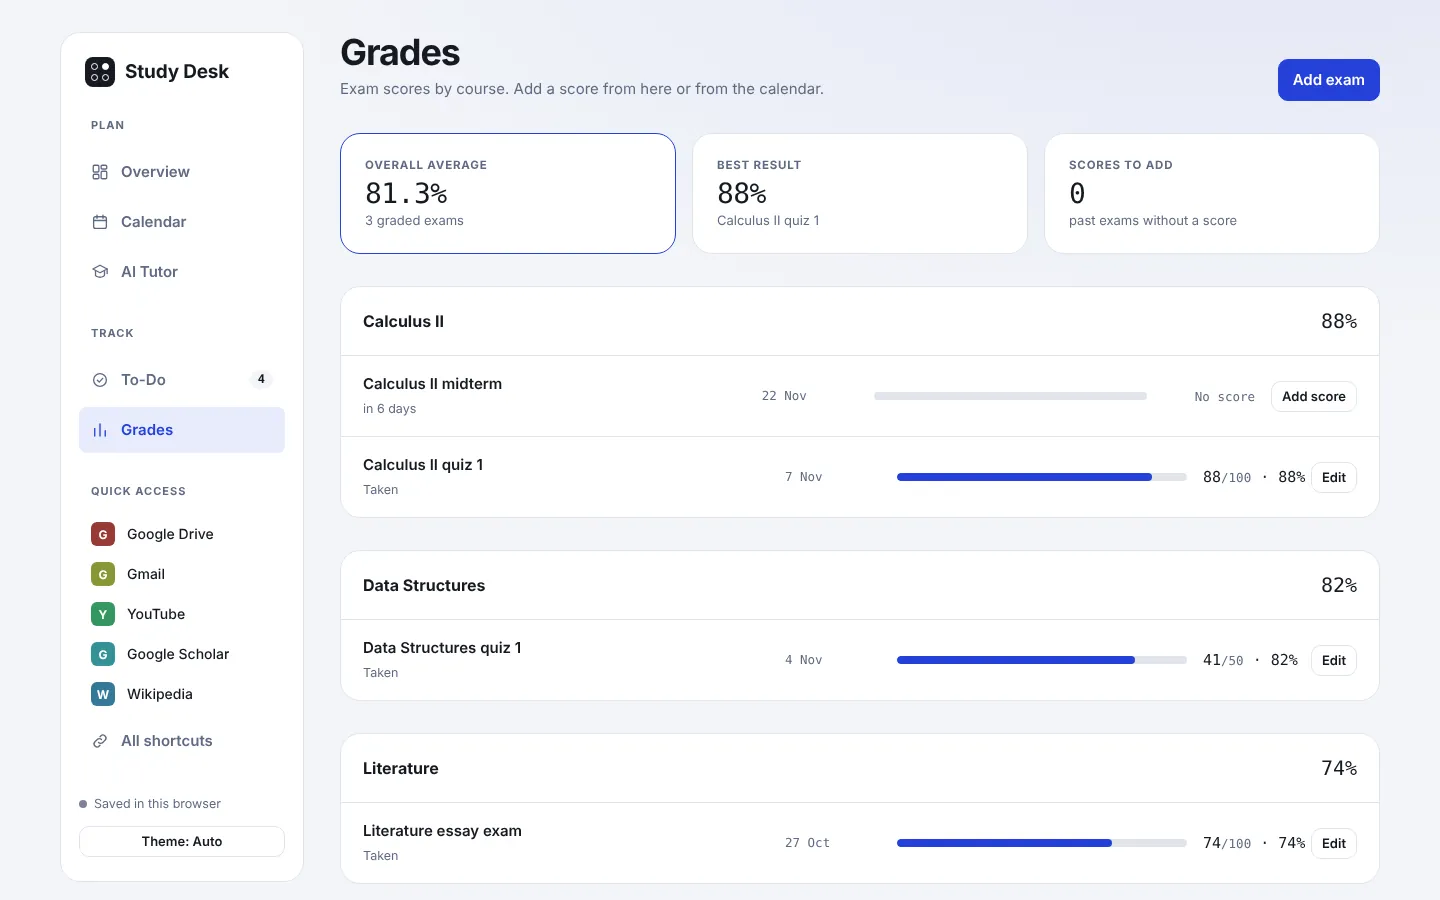 Study Desk
PLAN
Overview
Calendar
AI Tutor
TRACK
To-Do 4
Grades
QUICK ACCESS
G Google Drive
G Gmail
Y YouTube
G Google Scholar
W Wikipedia
All shortcuts
Saved in this browser
Theme: Auto
Grades
Exam scores by course. Add a score from here or from the calendar.
Add exam
OVERALL AVERAGE
81.3%
3 graded exams
BEST RESULT
88%
Calculus II quiz 1
SCORES TO ADD
0
past exams without a score
Calculus II 88%
Calculus II midterm
in 6 days
22 Nov No score Add score
Calculus II quiz 1
Taken
7 Nov 88/100 · 88% Edit
Data Structures 82%
Data Structures quiz 1
Taken
4 Nov 41/50 · 82% Edit
Literature 74%
Literature essay exam
Taken
27 Oct 74/100 · 74% Edit